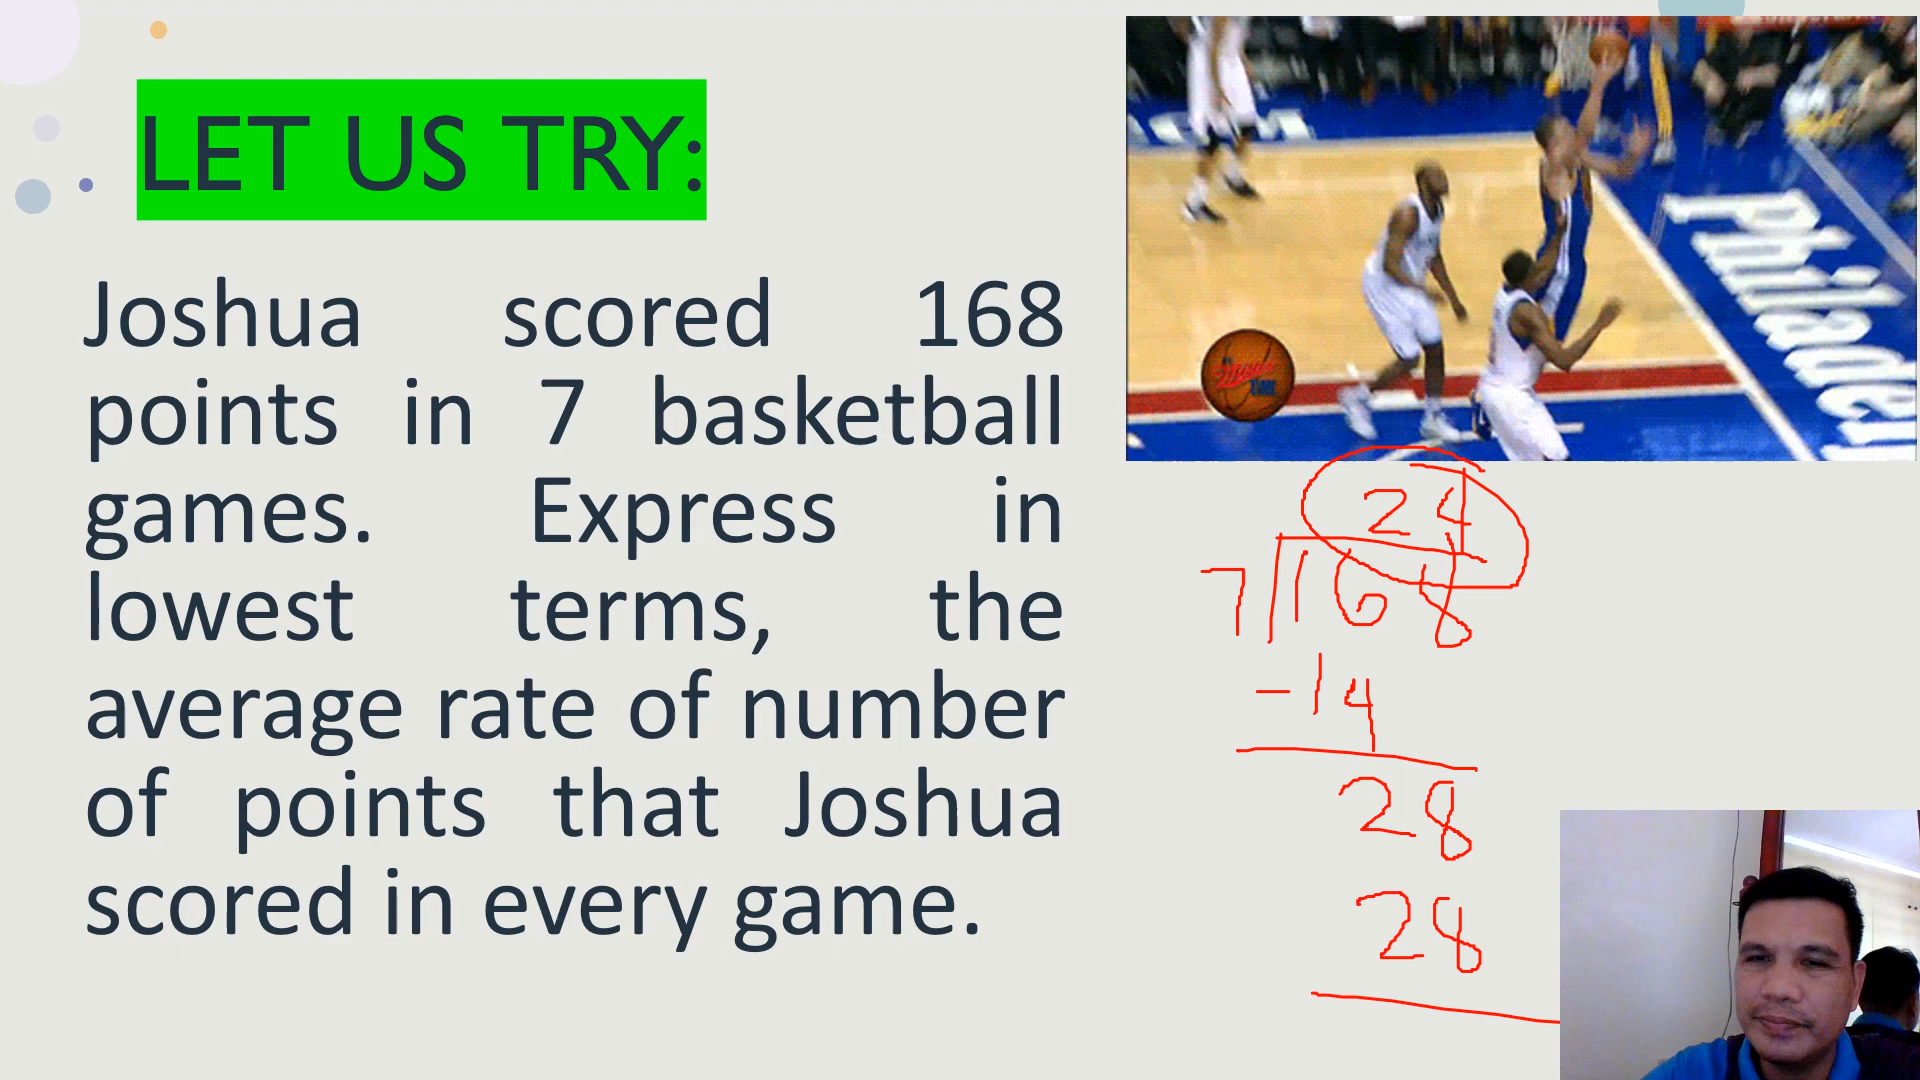 LET US TRY:
Joshua scored 168
points in 7 basketball
games. Express in
lowest terms, the
average rate of number
of points that Joshua
scored in every game.
Philade
24
7 168
-14
28
28